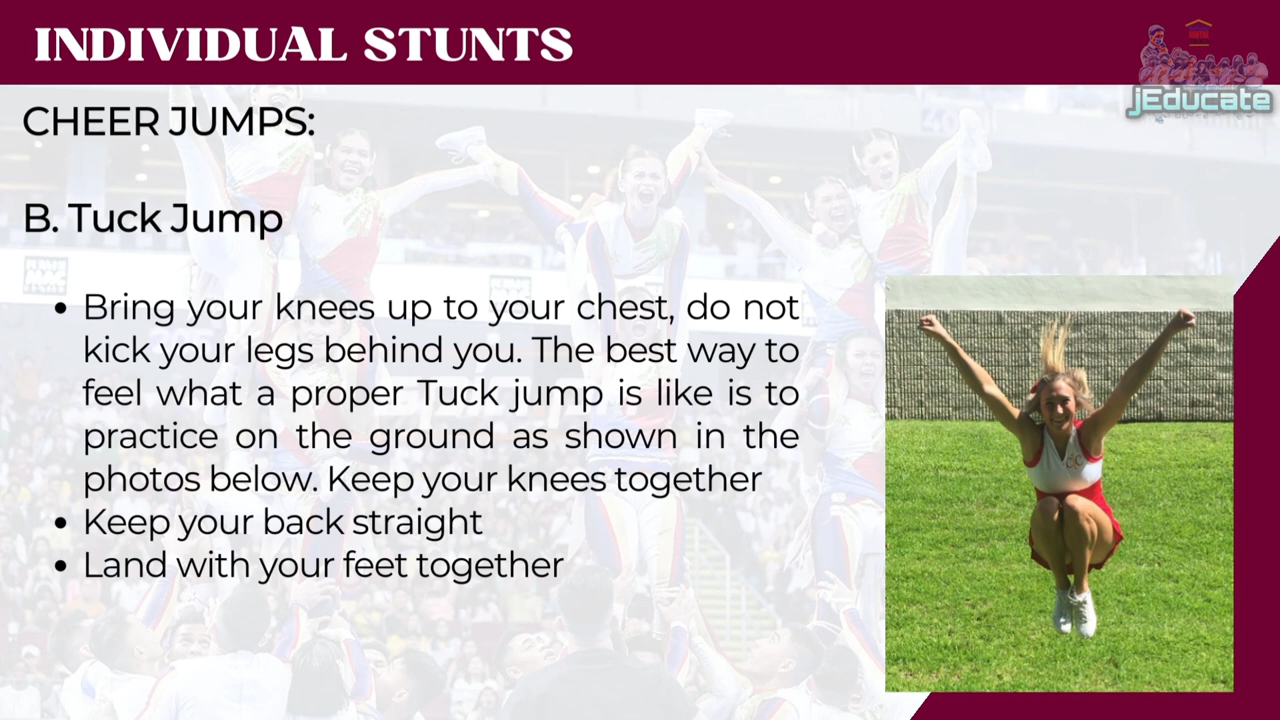 INDIVIDUAL STUNTS
jEducate
CHEER JUMPS:
B. Tuck Jump
• Bring your knees up to your chest, do not
kick your legs behind you. The best way to
feel what a proper Tuck jump is like is to
practice on the ground as shown in the
photos below. Keep your knees together
• Keep your back straight
• Land with your feet together